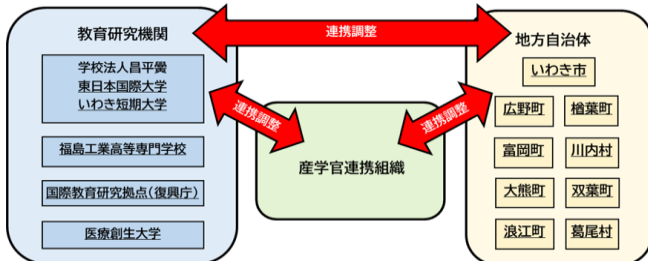 教育研究機関
学校法人昌平黌
東日本国際大学
いわき短期大学
福島工業高等専門学校
国際教育研究拠点(復興庁)
医療創生大学
連携調整
連携調整
連携調整
産学官連携組織
地方自治体
いわき市
広野町
楢葉町
富岡町
川内村
大熊町
双葉町
浪江町
葛尾村